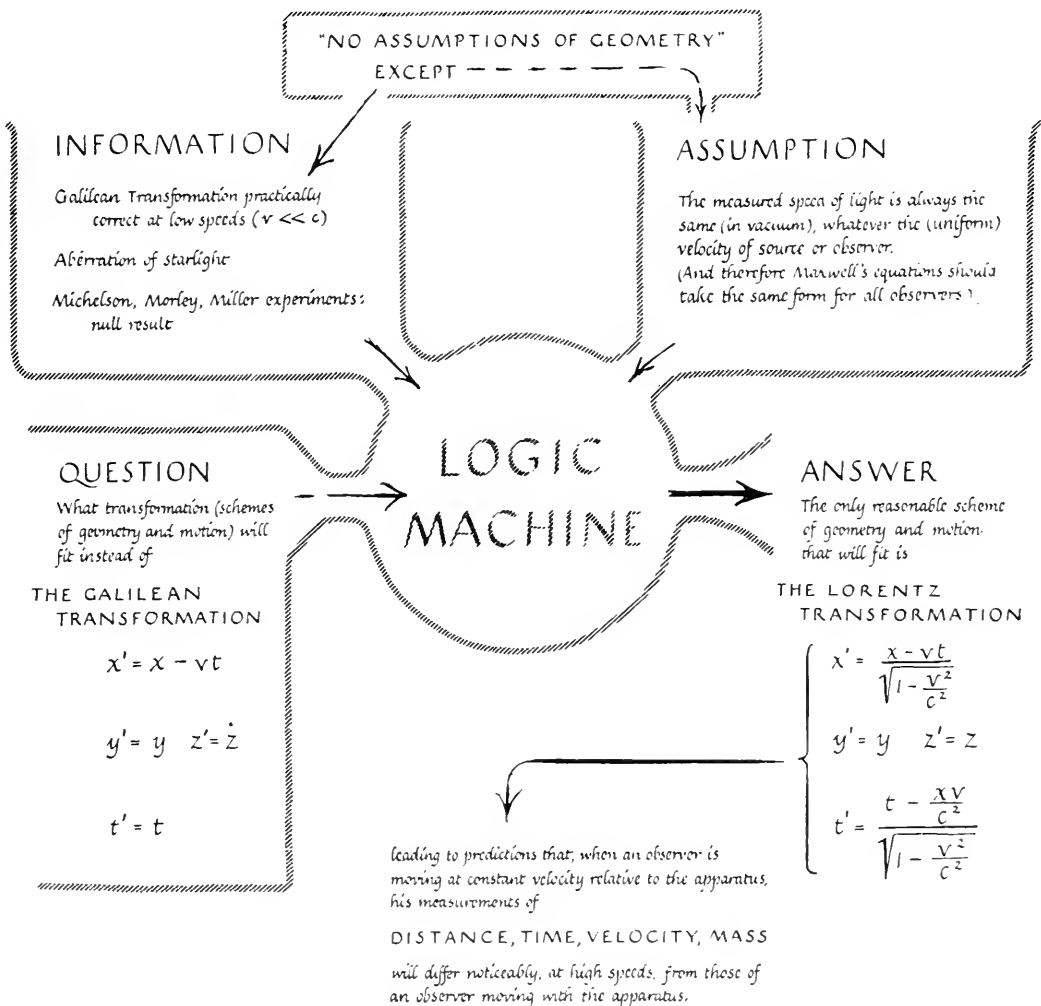 "NO ASSUMPTIONS OF GEOMETRY"
EXCEPT
INFORMATION
Galilean Transformation practically
correct at low speeds (v << c)
Aberration of starlight
Michelson, Morley, Miller experiments:
null result
ASSUMPTION
The measured speed of light is always the
same (in vacuum), whatever the (uniform)
velocity of source or observer.
(And therefore Maxwell's equations should
take the same form for all observers).
LOGIC
MACHINE
QUESTION
What transformation (schemes
of geometry and motion) will
fit instead of
THE GALILEAN
TRANSFORMATION
x' = x - vt
y' = y z' = z
t' = t
ANSWER
The only reasonable scheme
of geometry and motion
that will fit is
THE LORENTZ
TRANSFORMATION
x' = (x - vt) / √(1 - v²/c²)
y' = y z' = z
t' = (t - xv/c²) / √(1 - v²/c²)
leading to predictions that, when an observer is
moving at constant velocity relative to the apparatus,
his measurements of
DISTANCE, TIME, VELOCITY, MASS
will differ noticeably, at high speeds, from those of
an observer moving with the apparatus.